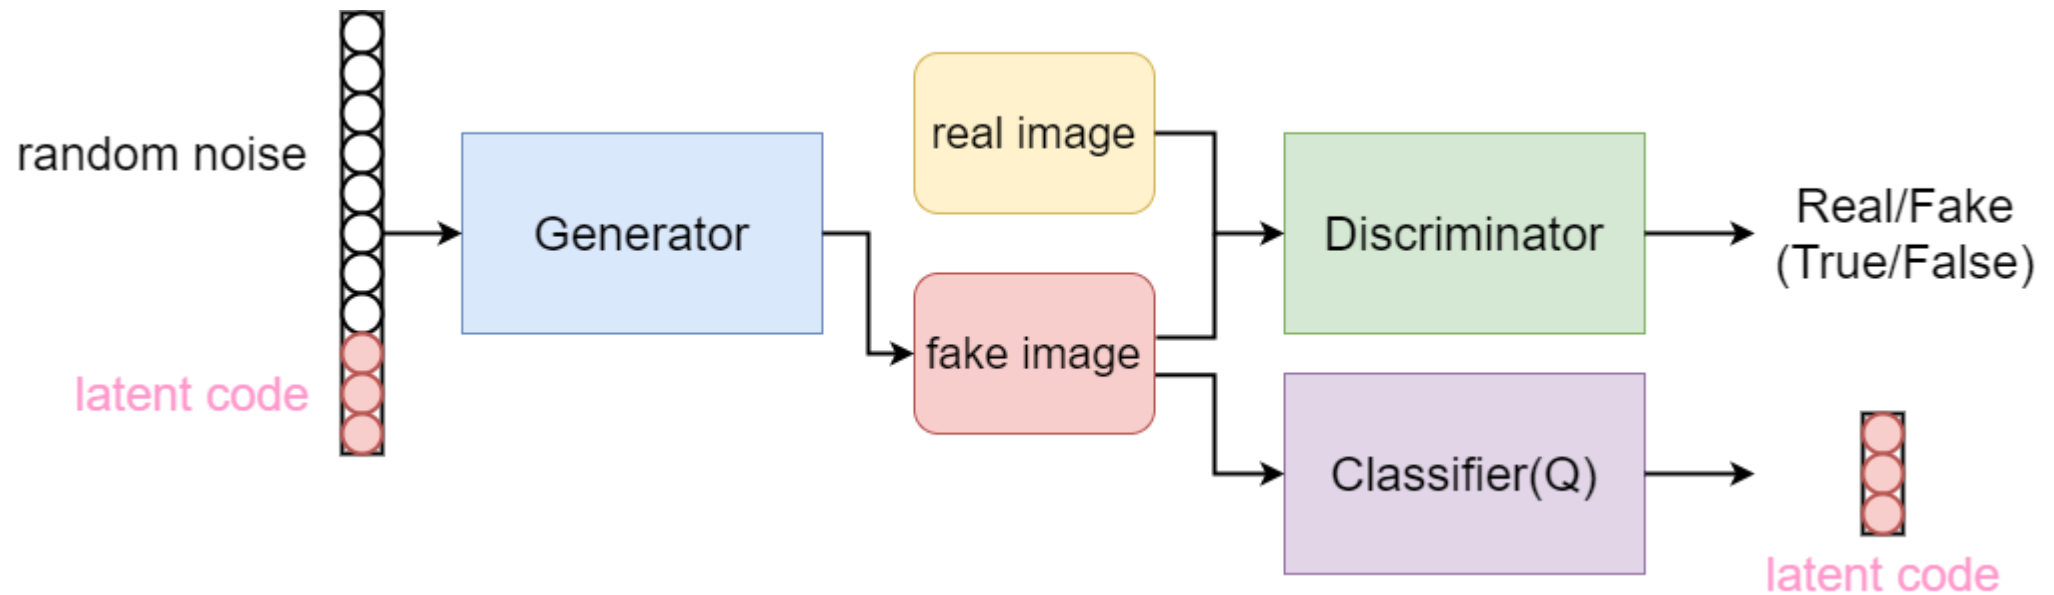 random noise
latent code
Generator
real image
fake image
Discriminator
Classifier(Q)
Real/Fake
(True/False)
latent code